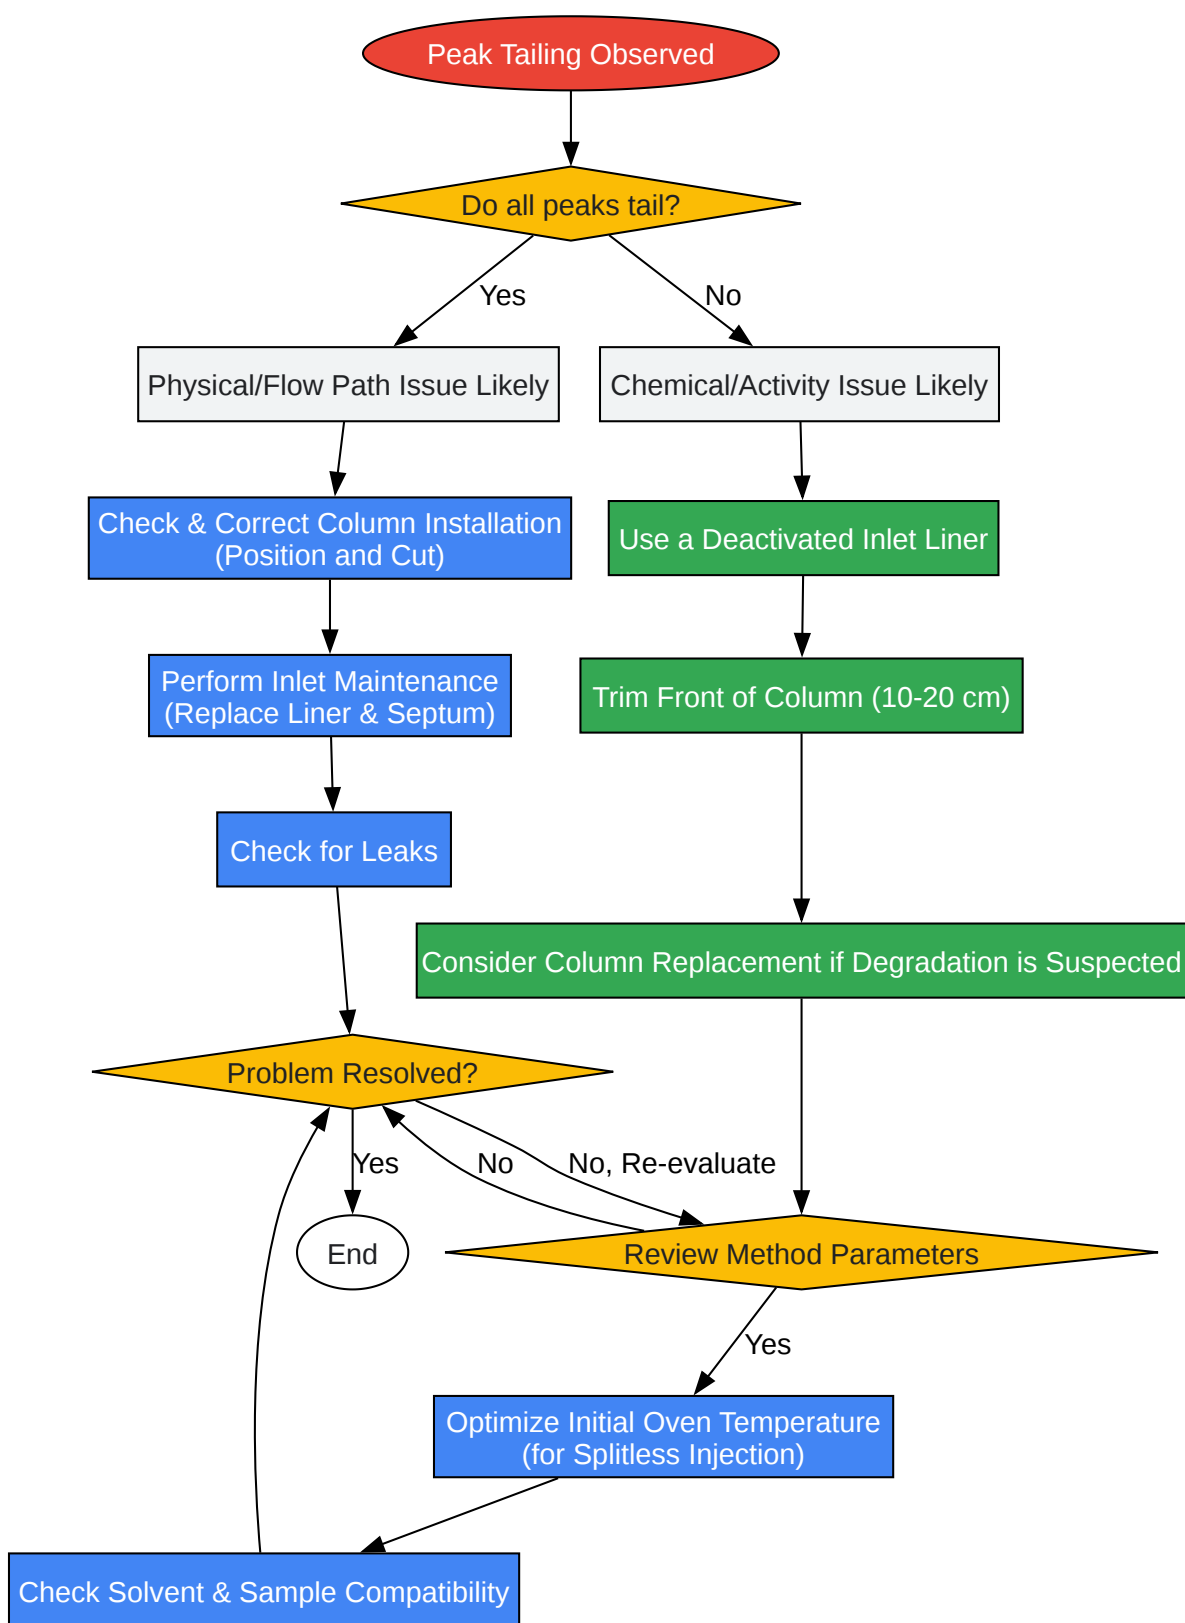 Peak Tailing Observed
Do all peaks tail?
Yes
No
Physical/Flow Path Issue Likely
Chemical/Activity Issue Likely
Check & Correct Column Installation
(Position and Cut)
Use a Deactivated Inlet Liner
Perform Inlet Maintenance
(Replace Liner & Septum)
Trim Front of Column (10-20 cm)
Check for Leaks
Consider Column Replacement if Degradation is Suspected
Problem Resolved?
Yes
No
No, Re-evaluate
End
Review Method Parameters
Yes
Optimize Initial Oven Temperature
(for Splitless Injection)
Check Solvent & Sample Compatibility